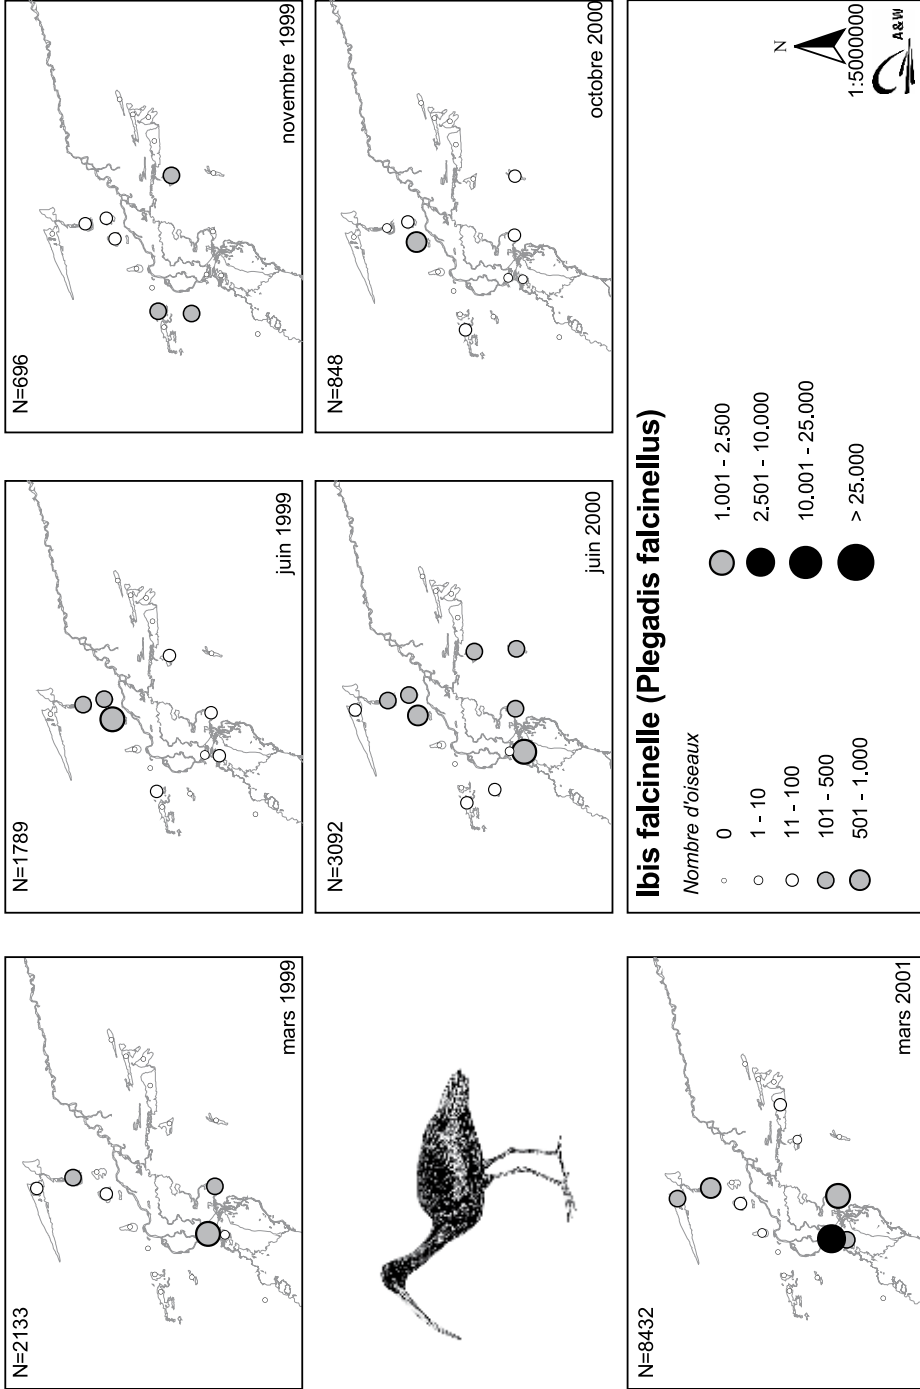 N=2133
mars 1999
N=1789
juin 1999
N=696
novembre 1999
N=3092
juin 2000
N=848
octobre 2000
N=8432
mars 2001
Ibis falcinelle (Plegadis falcinellus)
Nombre d'oiseaux
0
1 - 10
11 - 100
101 - 500
501 - 1.000
1.001 - 2.500
2.501 - 10.000
10.001 - 25.000
> 25.000
N
1:5000000
A&W